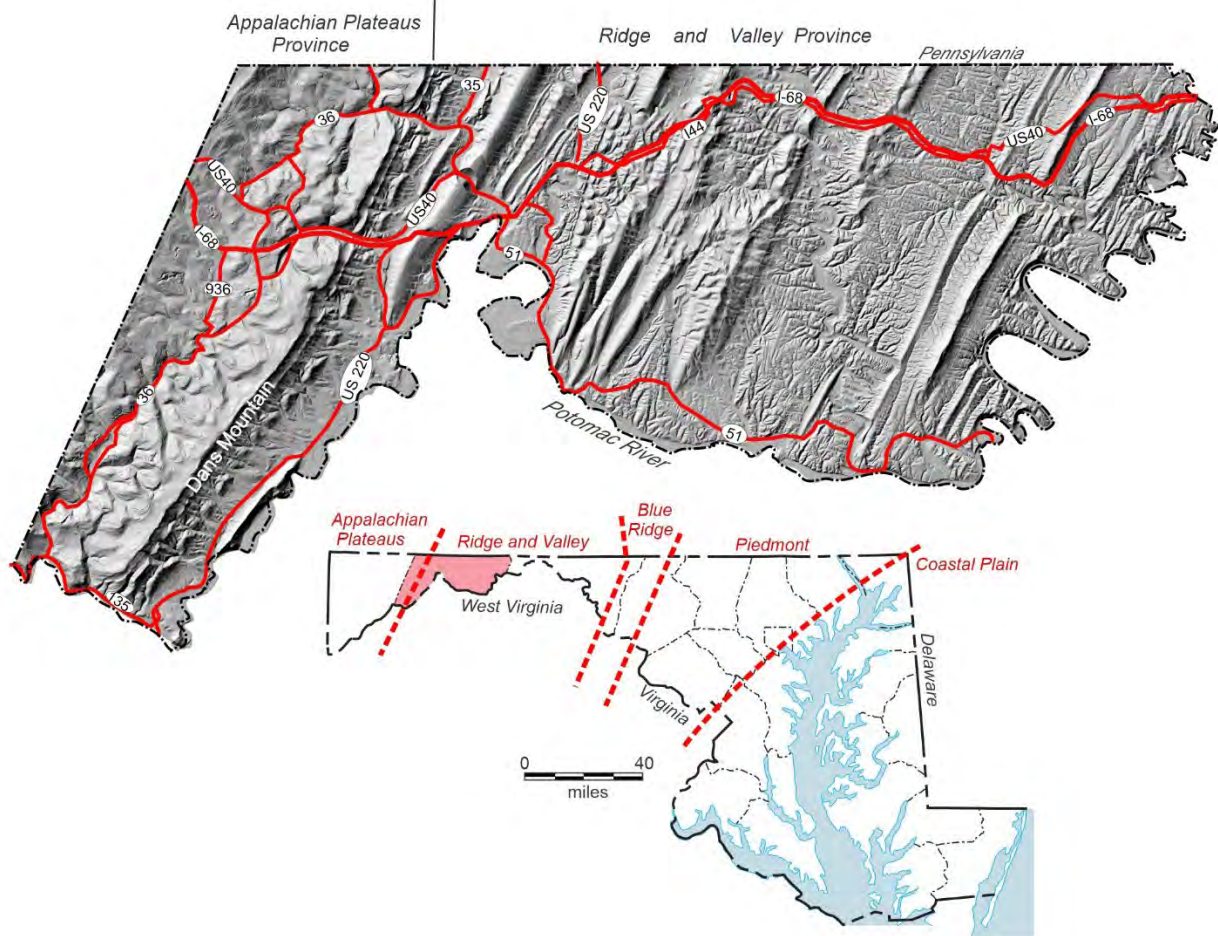 Appalachian Plateaus
Province
Ridge and Valley Province
Pennsylvania
35
36
US 220
I-68
I44
US40
I-68
US40
US40
I-68
51
936
36
US 220
Dans Mountain
Potomac River
51
135
Appalachian
Plateaus
Ridge and Valley
Blue
Ridge
Piedmont
Coastal Plain
West Virginia
Virginia
Delaware
0
40
miles